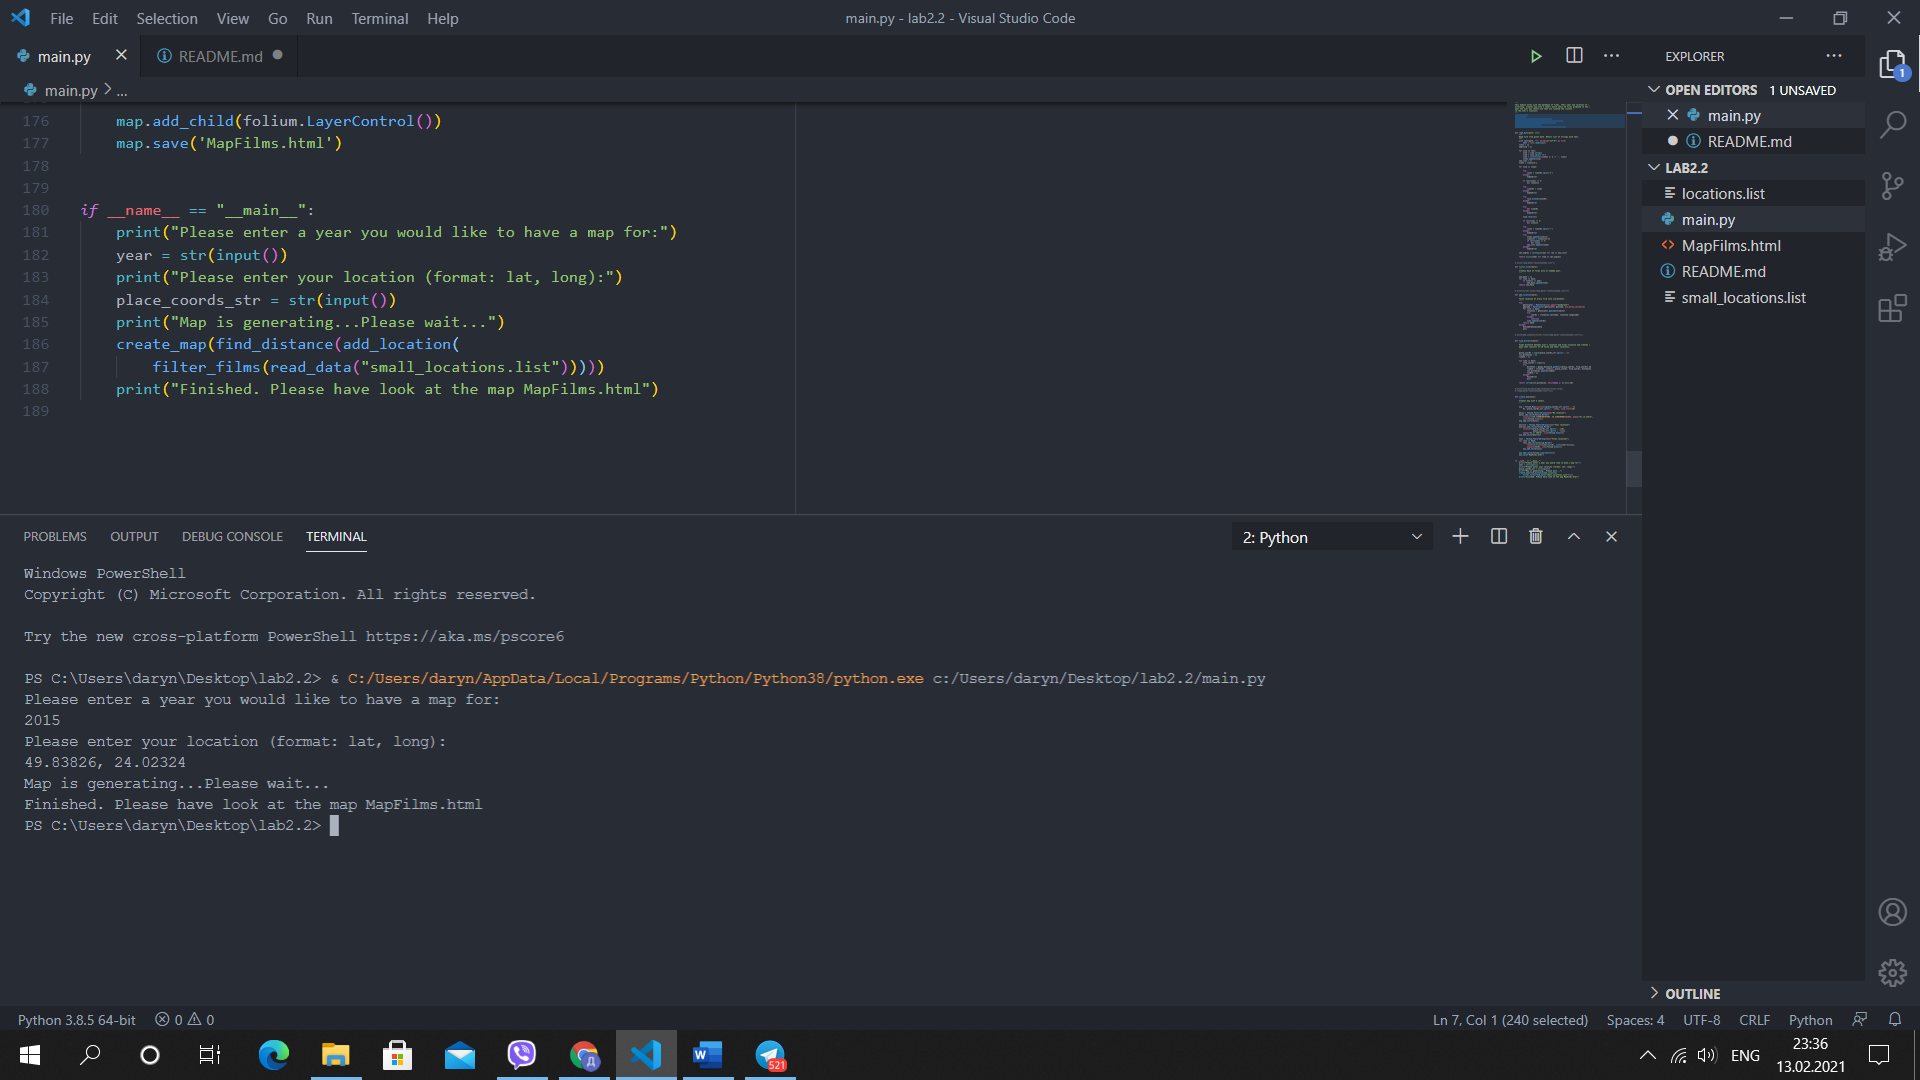 File Edit Selection View Go Run Terminal Help
main.py - lab2.2 - Visual Studio Code
main.py
README.md
EXPLORER
main.py > ...
OPEN EDITORS 1 UNSAVED
main.py
README.md
LAB2.2
locations.list
main.py
MapFilms.html
README.md
small_locations.list
1
176 map.add_child(folium.LayerControl())
177 map.save('MapFilms.html')
178
179
180 if __name__ == "__main__":
181 print("Please enter a year you would like to have a map for:")
182 year = str(input())
183 print("Please enter your location (format: lat, long):")
184 place_coords_str = str(input())
185 print("Map is generating...Please wait...")
186 create_map(find_distance(add_location(
187 filter_films(read_data("small_locations.list")))))
188 print("Finished. Please have look at the map MapFilms.html")
189
PROBLEMS OUTPUT DEBUG CONSOLE TERMINAL
2: Python
Windows PowerShell
Copyright (C) Microsoft Corporation. All rights reserved.
Try the new cross-platform PowerShell https://aka.ms/pscore6
PS C:\Users\daryn\Desktop\lab2.2> & C:/Users/daryn/AppData/Local/Programs/Python/Python38/python.exe c:/Users/daryn/Desktop/lab2.2/main.py
Please enter a year you would like to have a map for:
2015
Please enter your location (format: lat, long):
49.83826, 24.02324
Map is generating...Please wait...
Finished. Please have look at the map MapFilms.html
PS C:\Users\daryn\Desktop\lab2.2>
OUTLINE
Python 3.8.5 64-bit 0 0
Ln 7, Col 1 (240 selected) Spaces: 4 UTF-8 CRLF Python
Д
W
521
ENG
23:36
13.02.2021